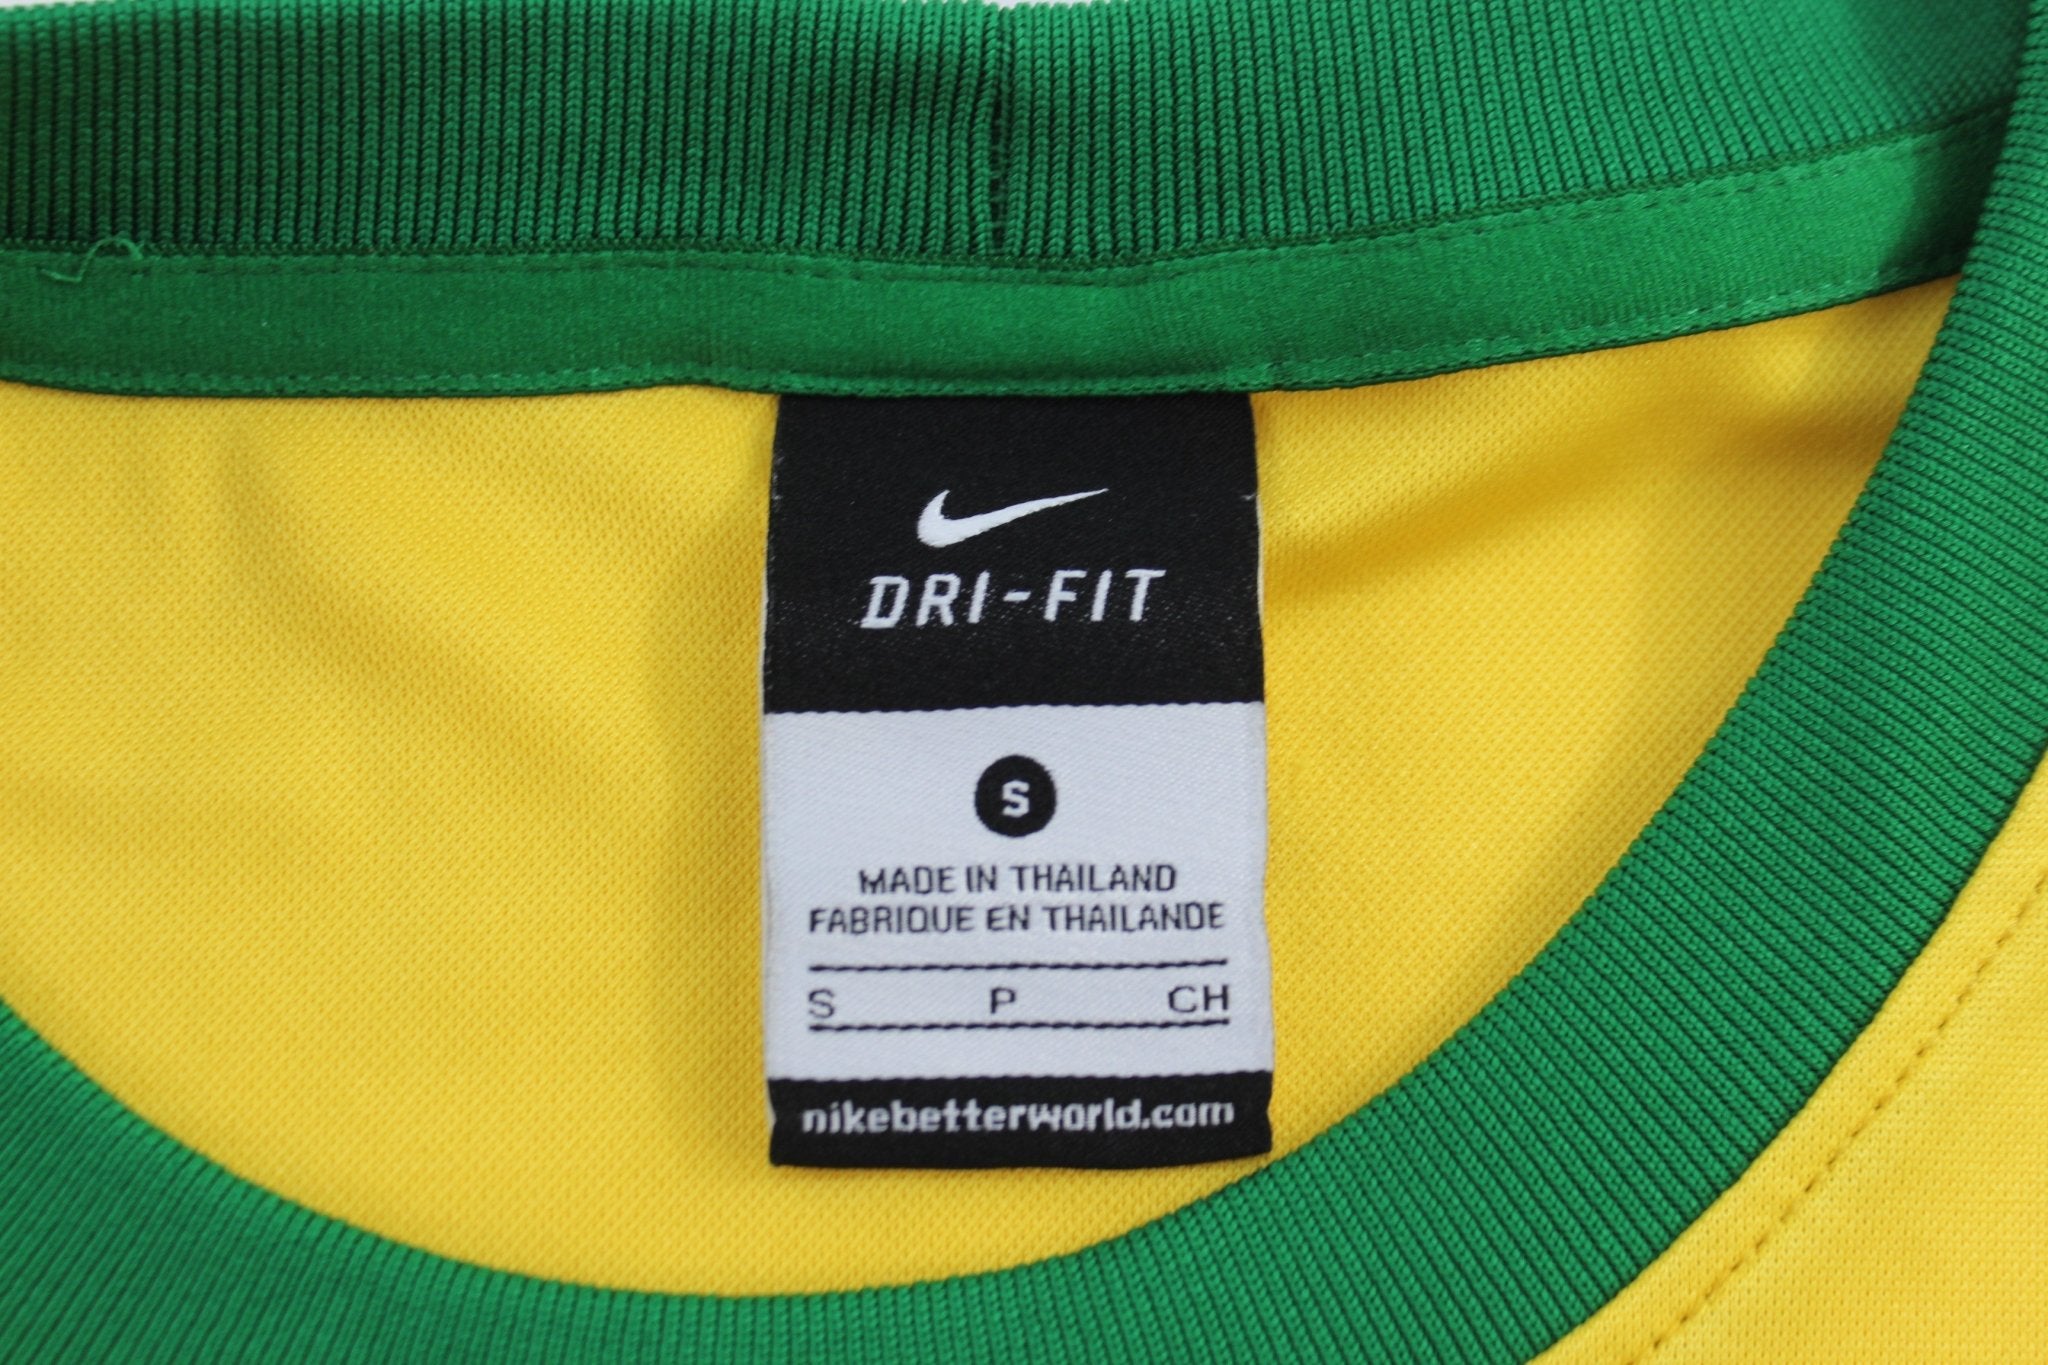 DRI-FIT
S
MADE IN THAILAND
FABRIQUE EN THAILANDE
S P CH
nikebetterworld.com